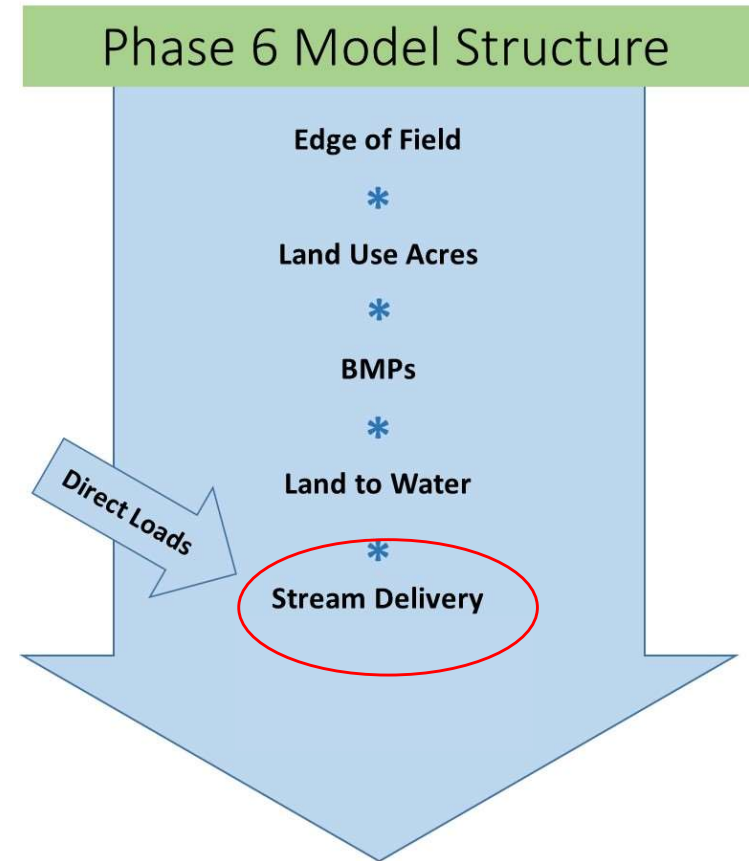 Phase 6 Model Structure
Edge of Field
*
Land Use Acres
*
BMPs
*
Land to Water
Direct Loads
*
Stream Delivery